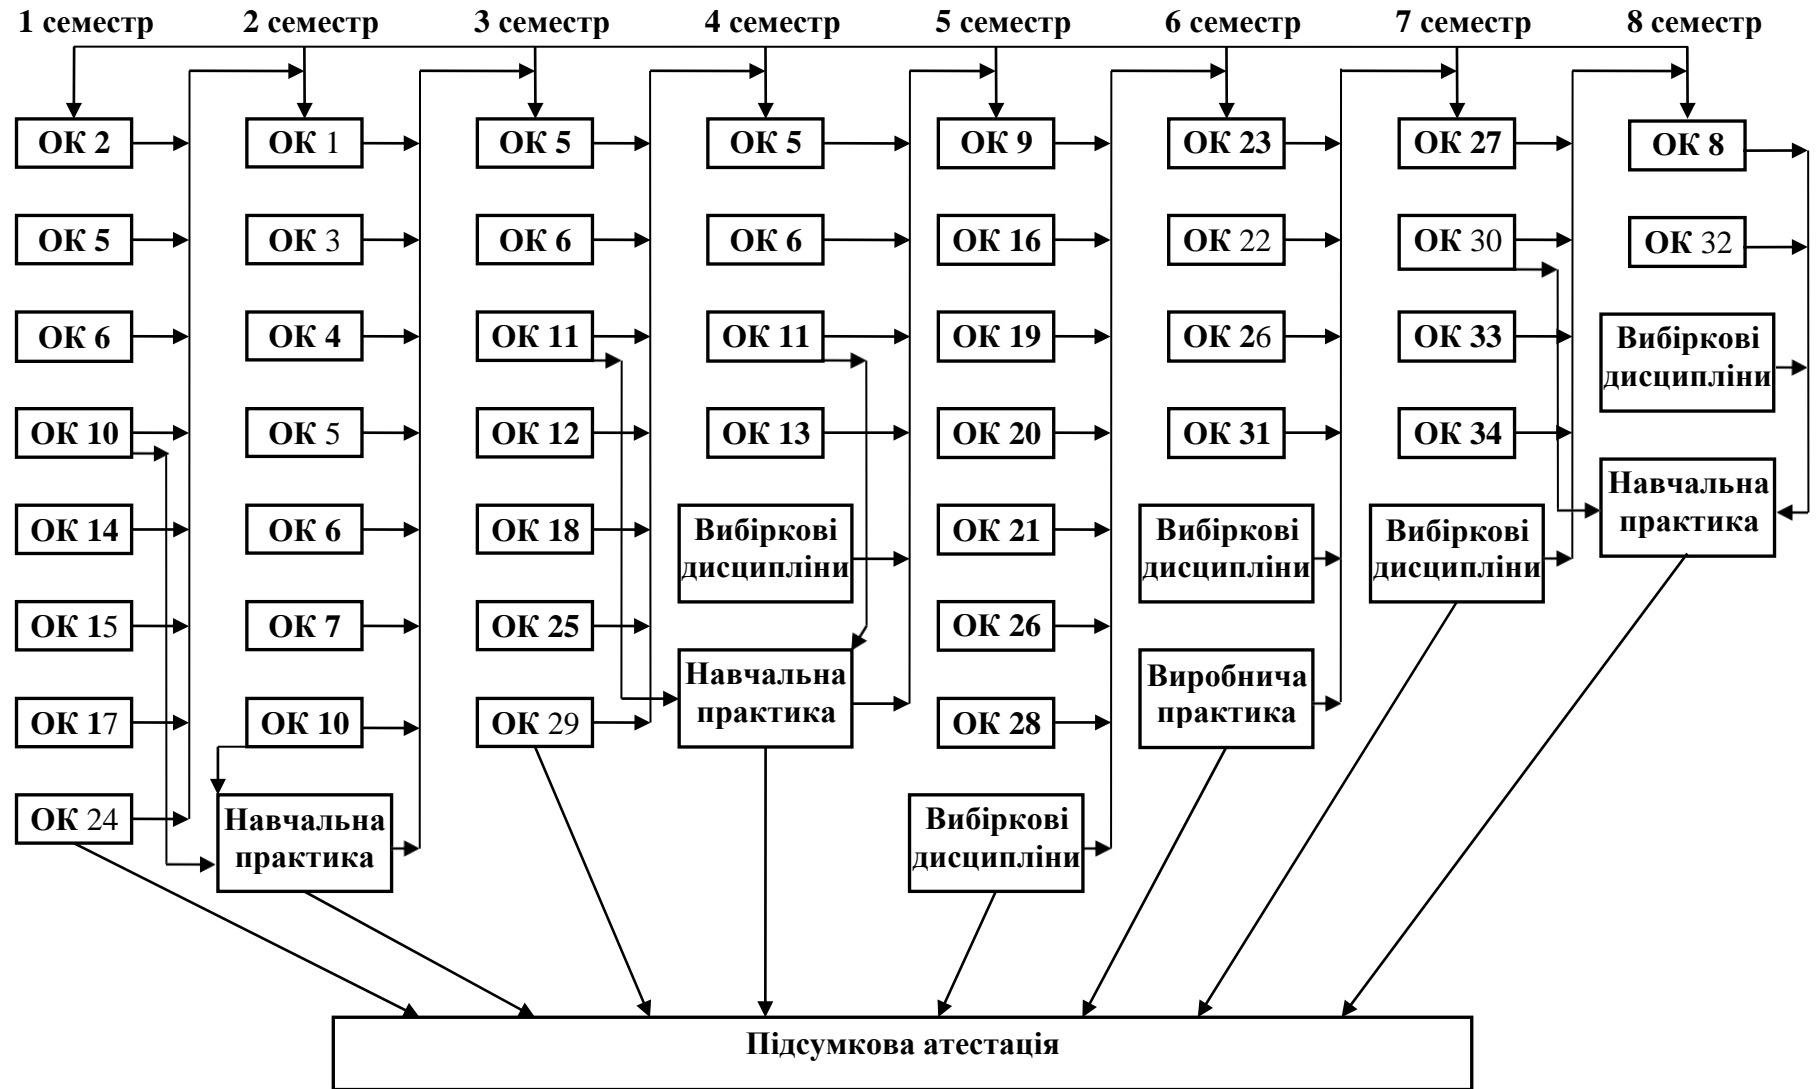 1 семестр
2 семестр
3 семестр
4 семестр
5 семестр
6 семестр
7 семестр
8 семестр
ОК 2
ОК 5
ОК 6
ОК 10
ОК 14
ОК 15
ОК 17
ОК 24
ОК 1
ОК 3
ОК 4
ОК 5
ОК 6
ОК 7
ОК 10
Навчальна
практика
ОК 5
ОК 6
ОК 11
ОК 12
ОК 18
ОК 25
ОК 29
ОК 5
ОК 6
ОК 11
ОК 13
Вибіркові
дисципліни
Навчальна
практика
ОК 9
ОК 16
ОК 19
ОК 20
ОК 21
ОК 26
ОК 28
Вибіркові
дисципліни
ОК 23
ОК 22
ОК 26
ОК 31
Вибіркові
дисципліни
Виробнича
практика
ОК 27
ОК 30
ОК 33
ОК 34
Вибіркові
дисципліни
ОК 8
ОК 32
Вибіркові
дисципліни
Навчальна
практика
Підсумкова атестація